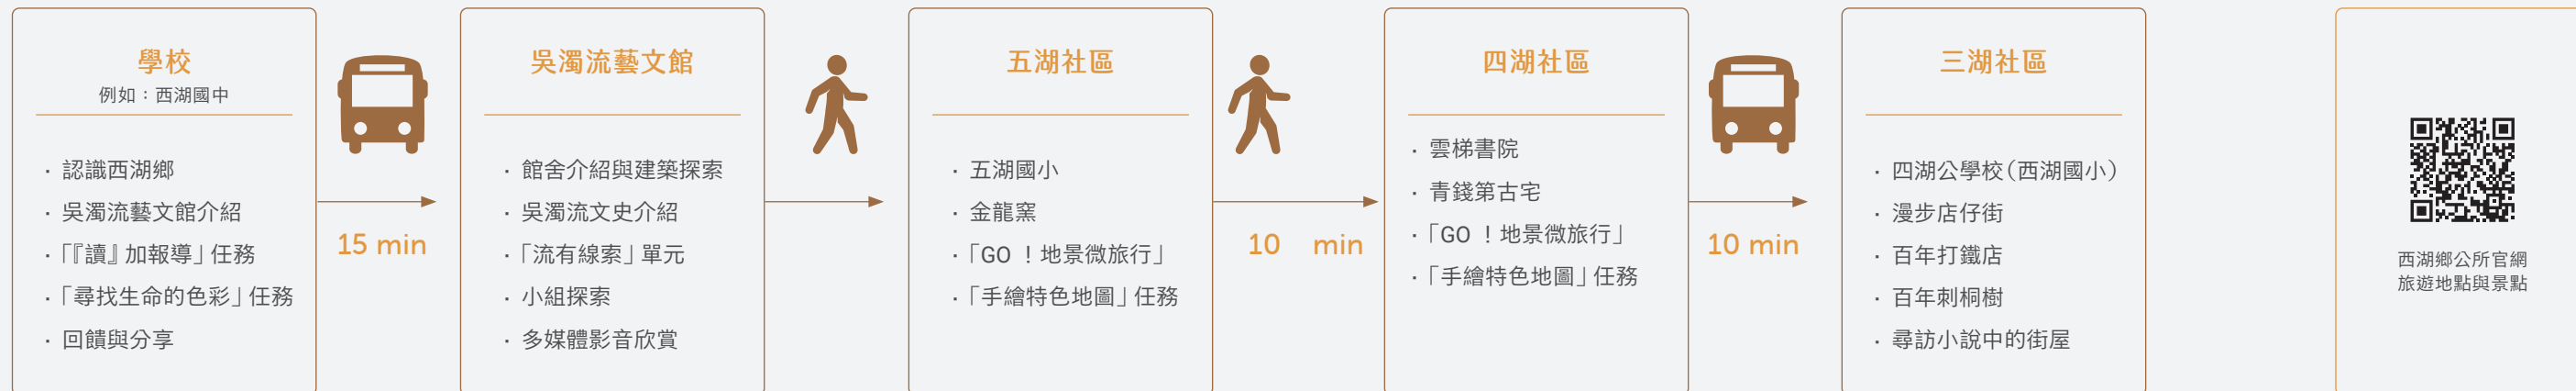 學校
例如：西湖國中
· 認識西湖鄉
· 吳濁流藝文館介紹
·「『讀』加報導」任務
·「尋找生命的色彩」任務
· 回饋與分享
15 min
吳濁流藝文館
· 館舍介紹與建築探索
· 吳濁流文史介紹
·「流有線索」單元
· 小組探索
· 多媒體影音欣賞
五湖社區
· 五湖國小
· 金龍窯
·「GO ！地景微旅行」
·「手繪特色地圖」任務
10 min
四湖社區
· 雲梯書院
· 青錢第古宅
·「GO ！地景微旅行」
·「手繪特色地圖」任務
10 min
三湖社區
· 四湖公學校（西湖國小）
· 漫步店仔街
· 百年打鐵店
· 百年刺桐樹
· 尋訪小說中的街屋
西湖鄉公所官網
旅遊地點與景點